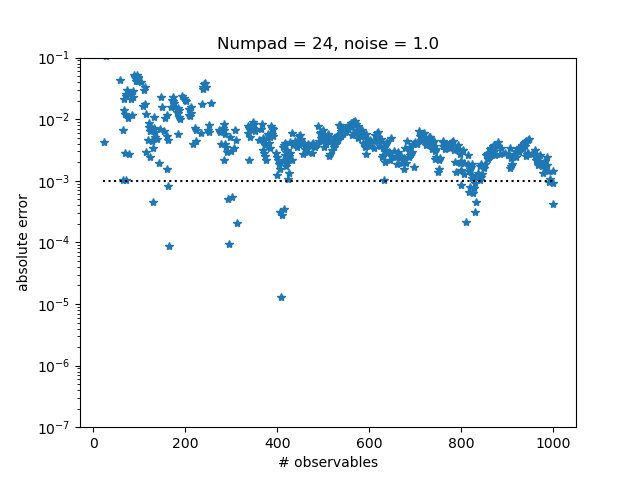 Numpad = 24, noise = 1.0
10⁻¹
10⁻²
10⁻³
10⁻⁴
10⁻⁵
10⁻⁶
10⁻⁷
absolute error
0 200 400 600 800 1000
# observables